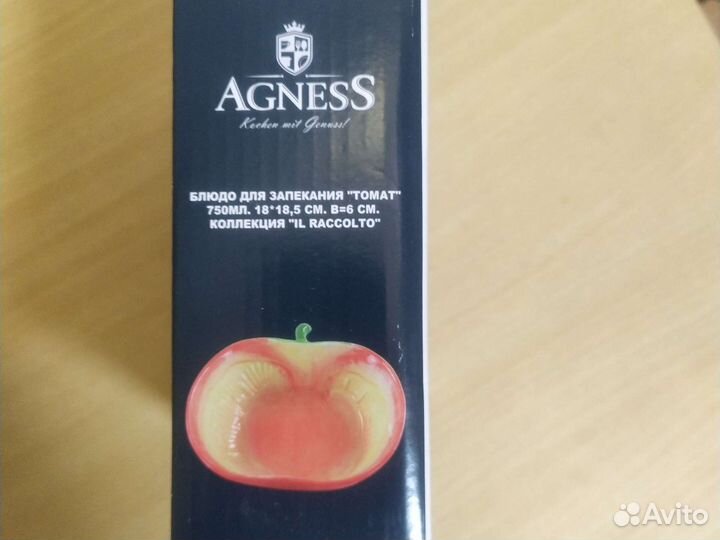 AGNESS
Kochen mit Genuss!
БЛЮДО ДЛЯ ЗАПЕКАНИЯ "ТОМАТ"
750МЛ. 18*18,5 СМ. В=6 СМ.
КОЛЛЕКЦИЯ "IL RACCOLTO"
Avito